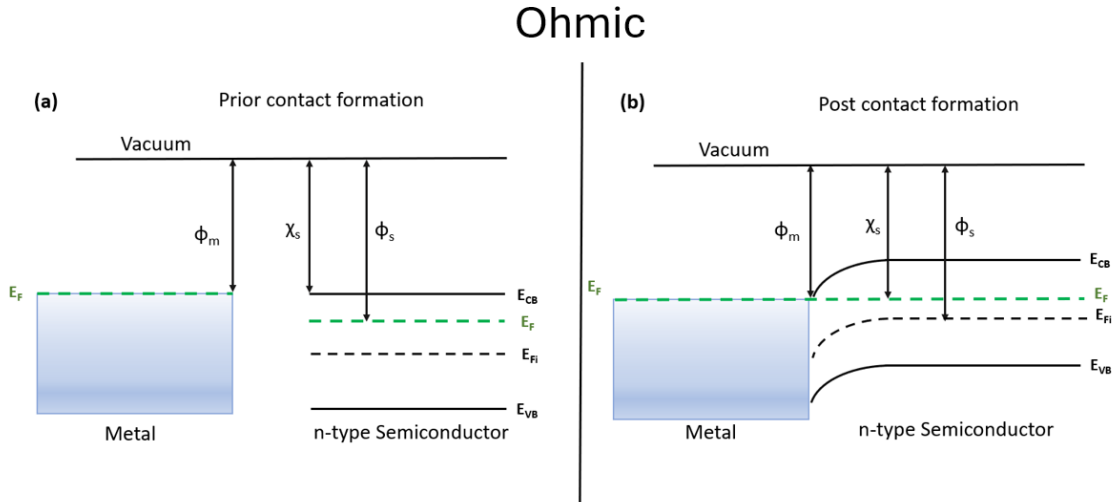 Ohmic
(a)
Prior contact formation
Vacuum
ϕm
χs
ϕs
EF
ECB
EF
EFi
EVB
Metal
n-type Semiconductor
(b)
Post contact formation
Vacuum
ϕm
χs
ϕs
ECB
EF
EF
EFi
EVB
Metal
n-type Semiconductor